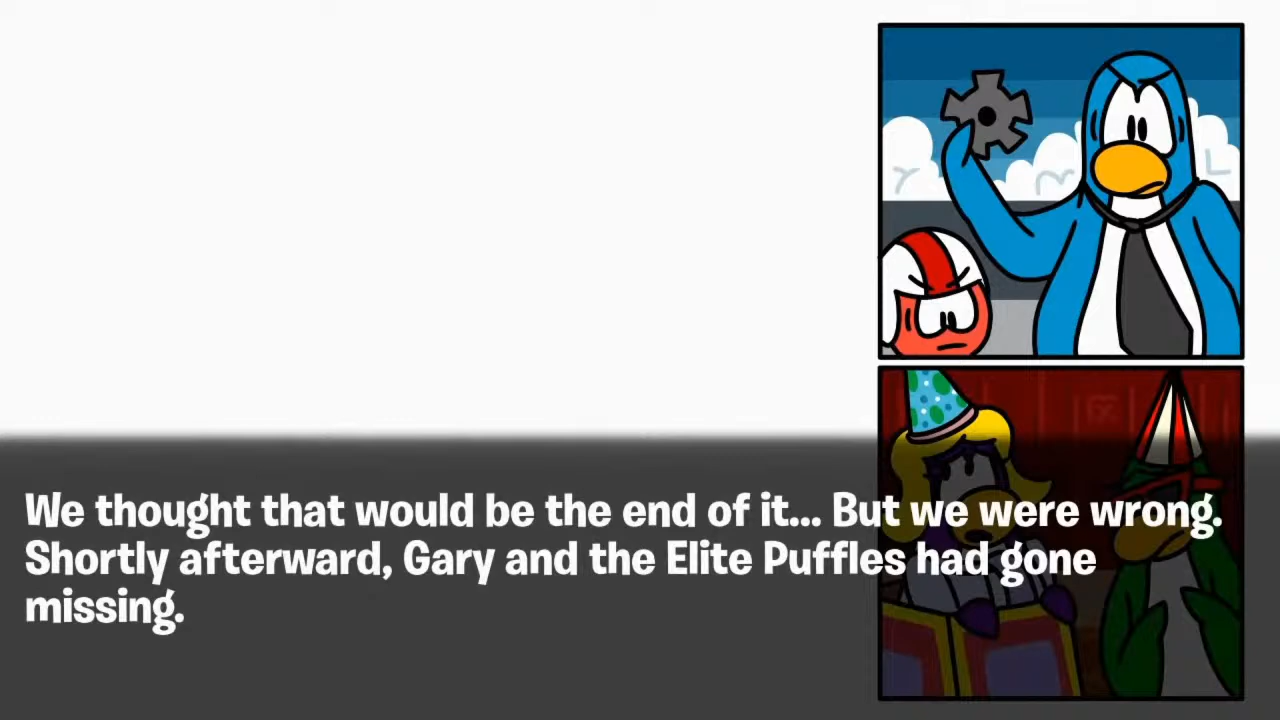 We thought that would be the end of it... But we were wrong.
Shortly afterward, Gary and the Elite Puffles had gone
missing.